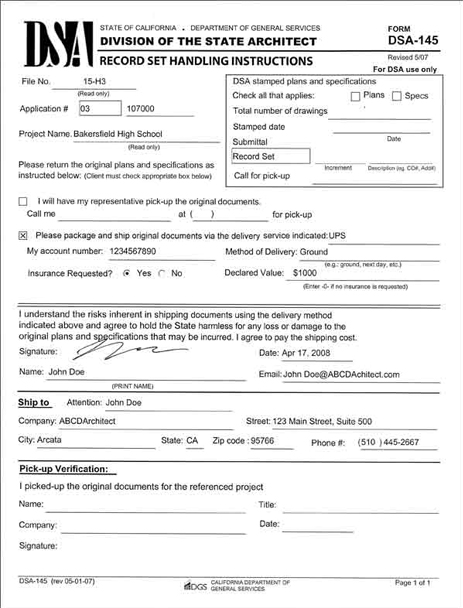 DSA
STATE OF CALIFORNIA • DEPARTMENT OF GENERAL SERVICES
DIVISION OF THE STATE ARCHITECT
RECORD SET HANDLING INSTRUCTIONS
FORM
DSA-145
Revised 5/07
For DSA use only
File No. 15-H3
(Read only)
Application # 03 107000
Project Name. Bakersfield High School
(Read only)
Please return the original plans and specifications as
instructed below: (Client must check appropriate box below)
DSA stamped plans and specifications
Check all that applies: Plans Specs
Total number of drawings
Stamped date
Submittal Date
Record Set
Increment Description (eg. CO#, Add#)
Call for pick-up
I will have my representative pick-up the original documents.
Call me at ( ) for pick-up
Please package and ship original documents via the delivery service indicated: UPS
My account number: 1234567890 Method of Delivery: Ground
(e.g.: ground, next day, etc.)
Insurance Requested? Yes No Declared Value: $1000
(Enter -0- if no insurance is requested)
I understand the risks inherent in shipping documents using the delivery method
indicated above and agree to hold the State harmless for any loss or damage to the
original plans and specifications that may be incurred. I agree to pay the shipping cost.
Signature: Date: Apr 17, 2008
Name: John Doe Email: John Doe@ABCDAchitect.com
(PRINT NAME)
Ship to Attention: John Doe
Company: ABCDArchitect Street: 123 Main Street, Suite 500
City: Arcata State: CA Zip code : 95766 Phone #: (510 )445-2667
Pick-up Verification:
I picked-up the original documents for the referenced project
Name: Title:
Company: Date:
Signature:
DSA-145 (rev 05-01-07)
DGS CALIFORNIA DEPARTMENT OF
GENERAL SERVICES
Page 1 of 1